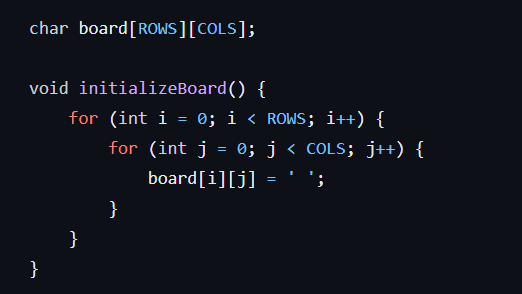 char board[ROWS][COLS];
void initializeBoard() {
    for (int i = 0; i < ROWS; i++) {
        for (int j = 0; j < COLS; j++) {
            board[i][j] = ' ';
        }
    }
}